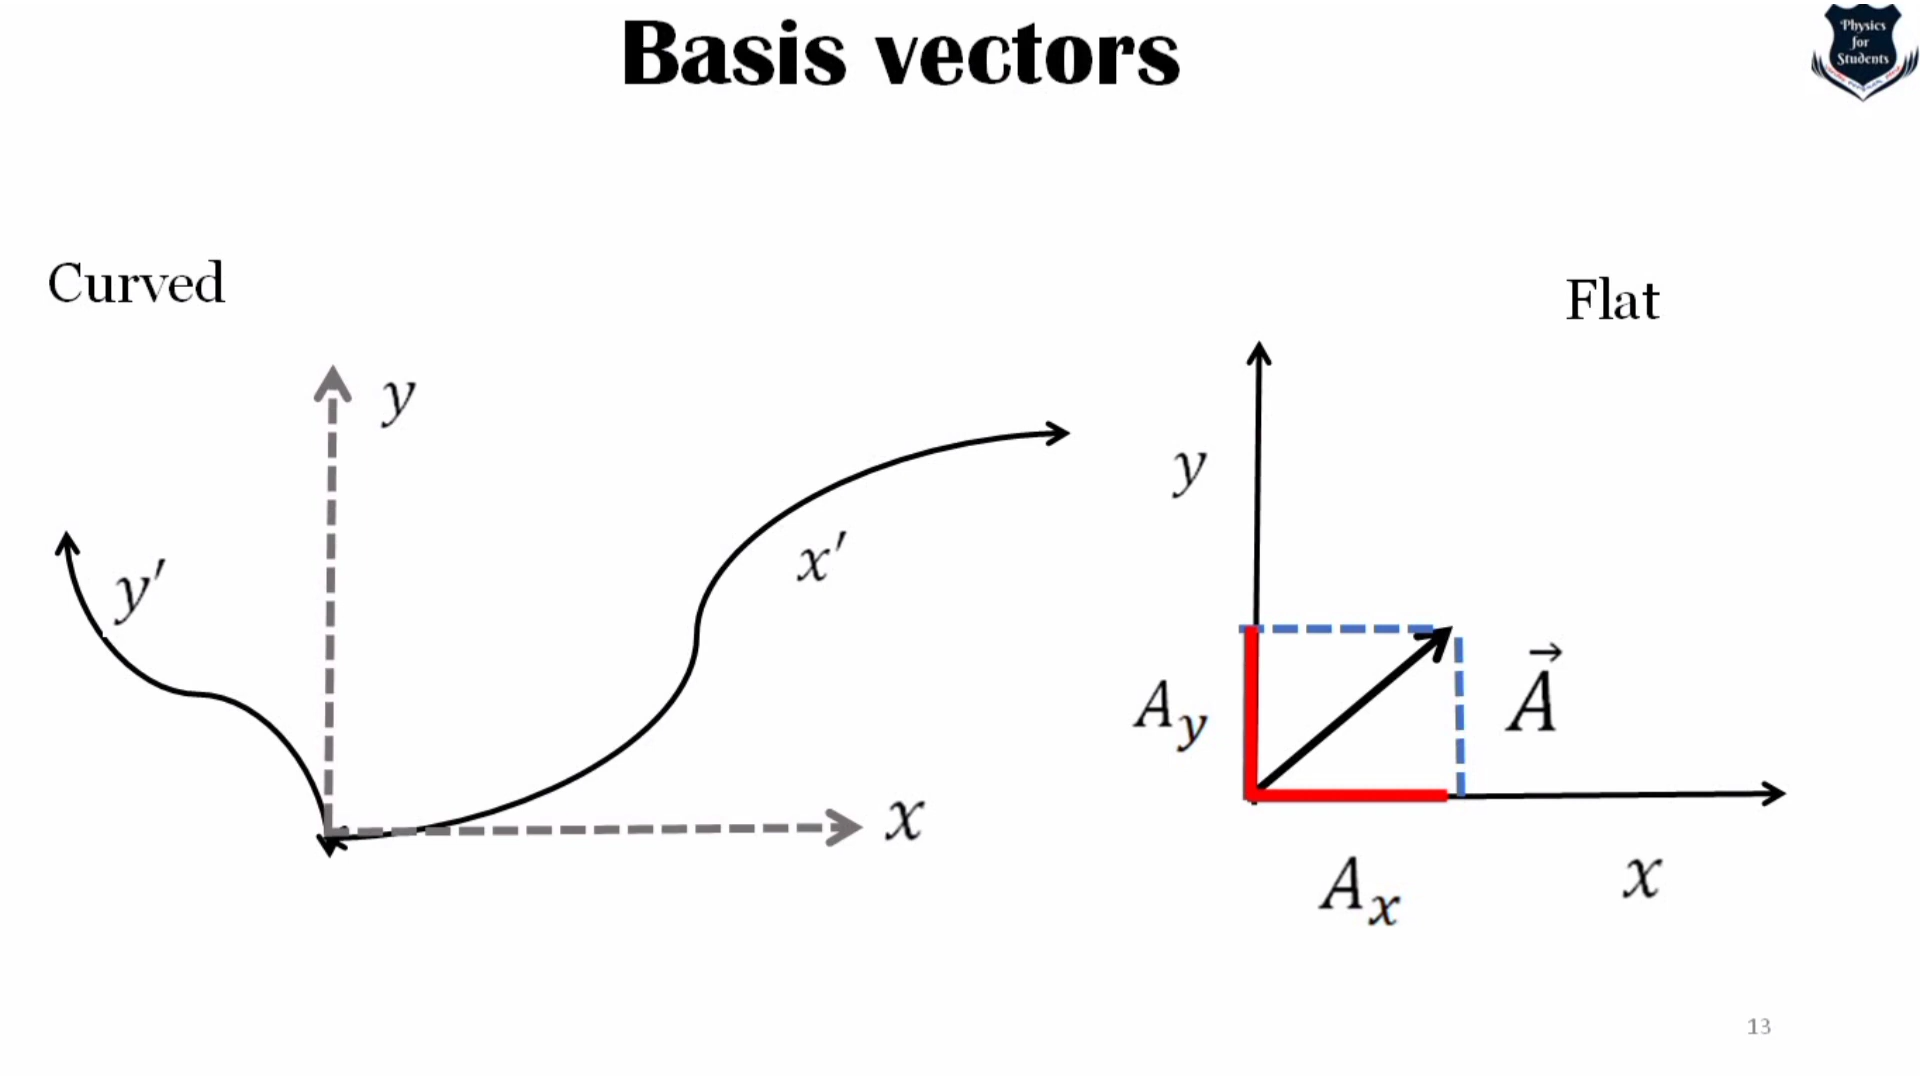 Basis vectors
Physics
for
Students
Curved
Flat
y
y
y′
x′
A⃗
A_y
x
A_x
x
13